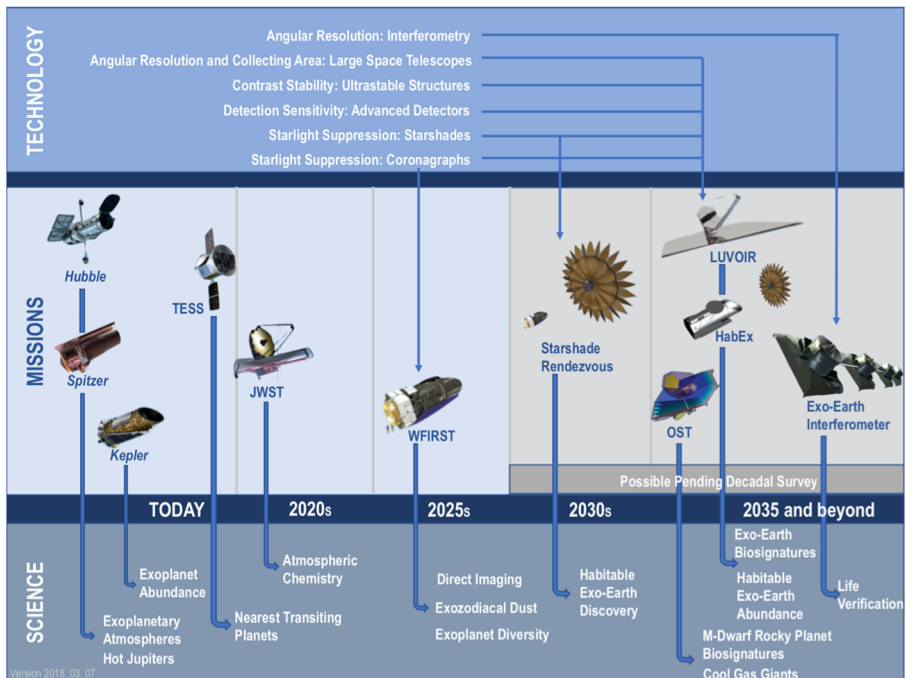 TECHNOLOGY
Angular Resolution: Interferometry
Angular Resolution and Collecting Area: Large Space Telescopes
Contrast Stability: Ultrastable Structures
Detection Sensitivity: Advanced Detectors
Starlight Suppression: Starshades
Starlight Suppression: Coronagraphs
MISSIONS
Hubble
Spitzer
Kepler
TESS
JWST
WFIRST
Starshade
Rendezvous
LUVOIR
HabEx
OST
Exo-Earth
Interferometer
Possible Pending Decadal Survey
TODAY
2020s
2025s
2030s
2035 and beyond
SCIENCE
Exoplanet
Abundance
Exoplanetary
Atmospheres
Hot Jupiters
Nearest Transiting
Planets
Atmospheric
Chemistry
Direct Imaging
Exozodiacal Dust
Exoplanet Diversity
Habitable
Exo-Earth
Discovery
Exo-Earth
Biosignatures
Habitable
Exo-Earth
Abundance
M-Dwarf Rocky Planet
Biosignatures
Cool Gas Giants
Life
Verification
Version 2018_03_07